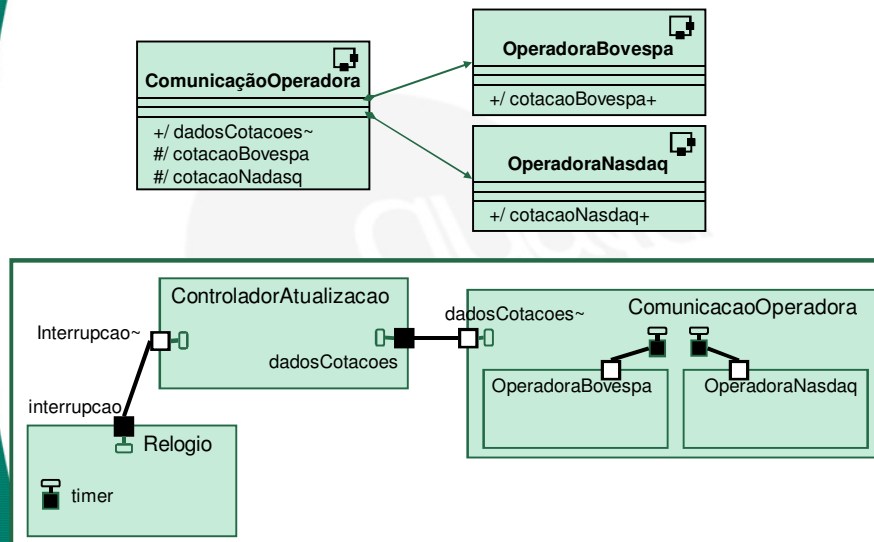 ComunicaçãoOperadora
+/ dadosCotacoes~
#/ cotacaoBovespa
#/ cotacaoNadasq
OperadoraBovespa
+/ cotacaoBovespa+
OperadoraNasdaq
+/ cotacaoNasdaq+
ControladorAtualizacao
Interrupcao~
dadosCotacoes
dadosCotacoes~
ComunicacaoOperadora
OperadoraBovespa
OperadoraNasdaq
interrupcao
Relogio
timer